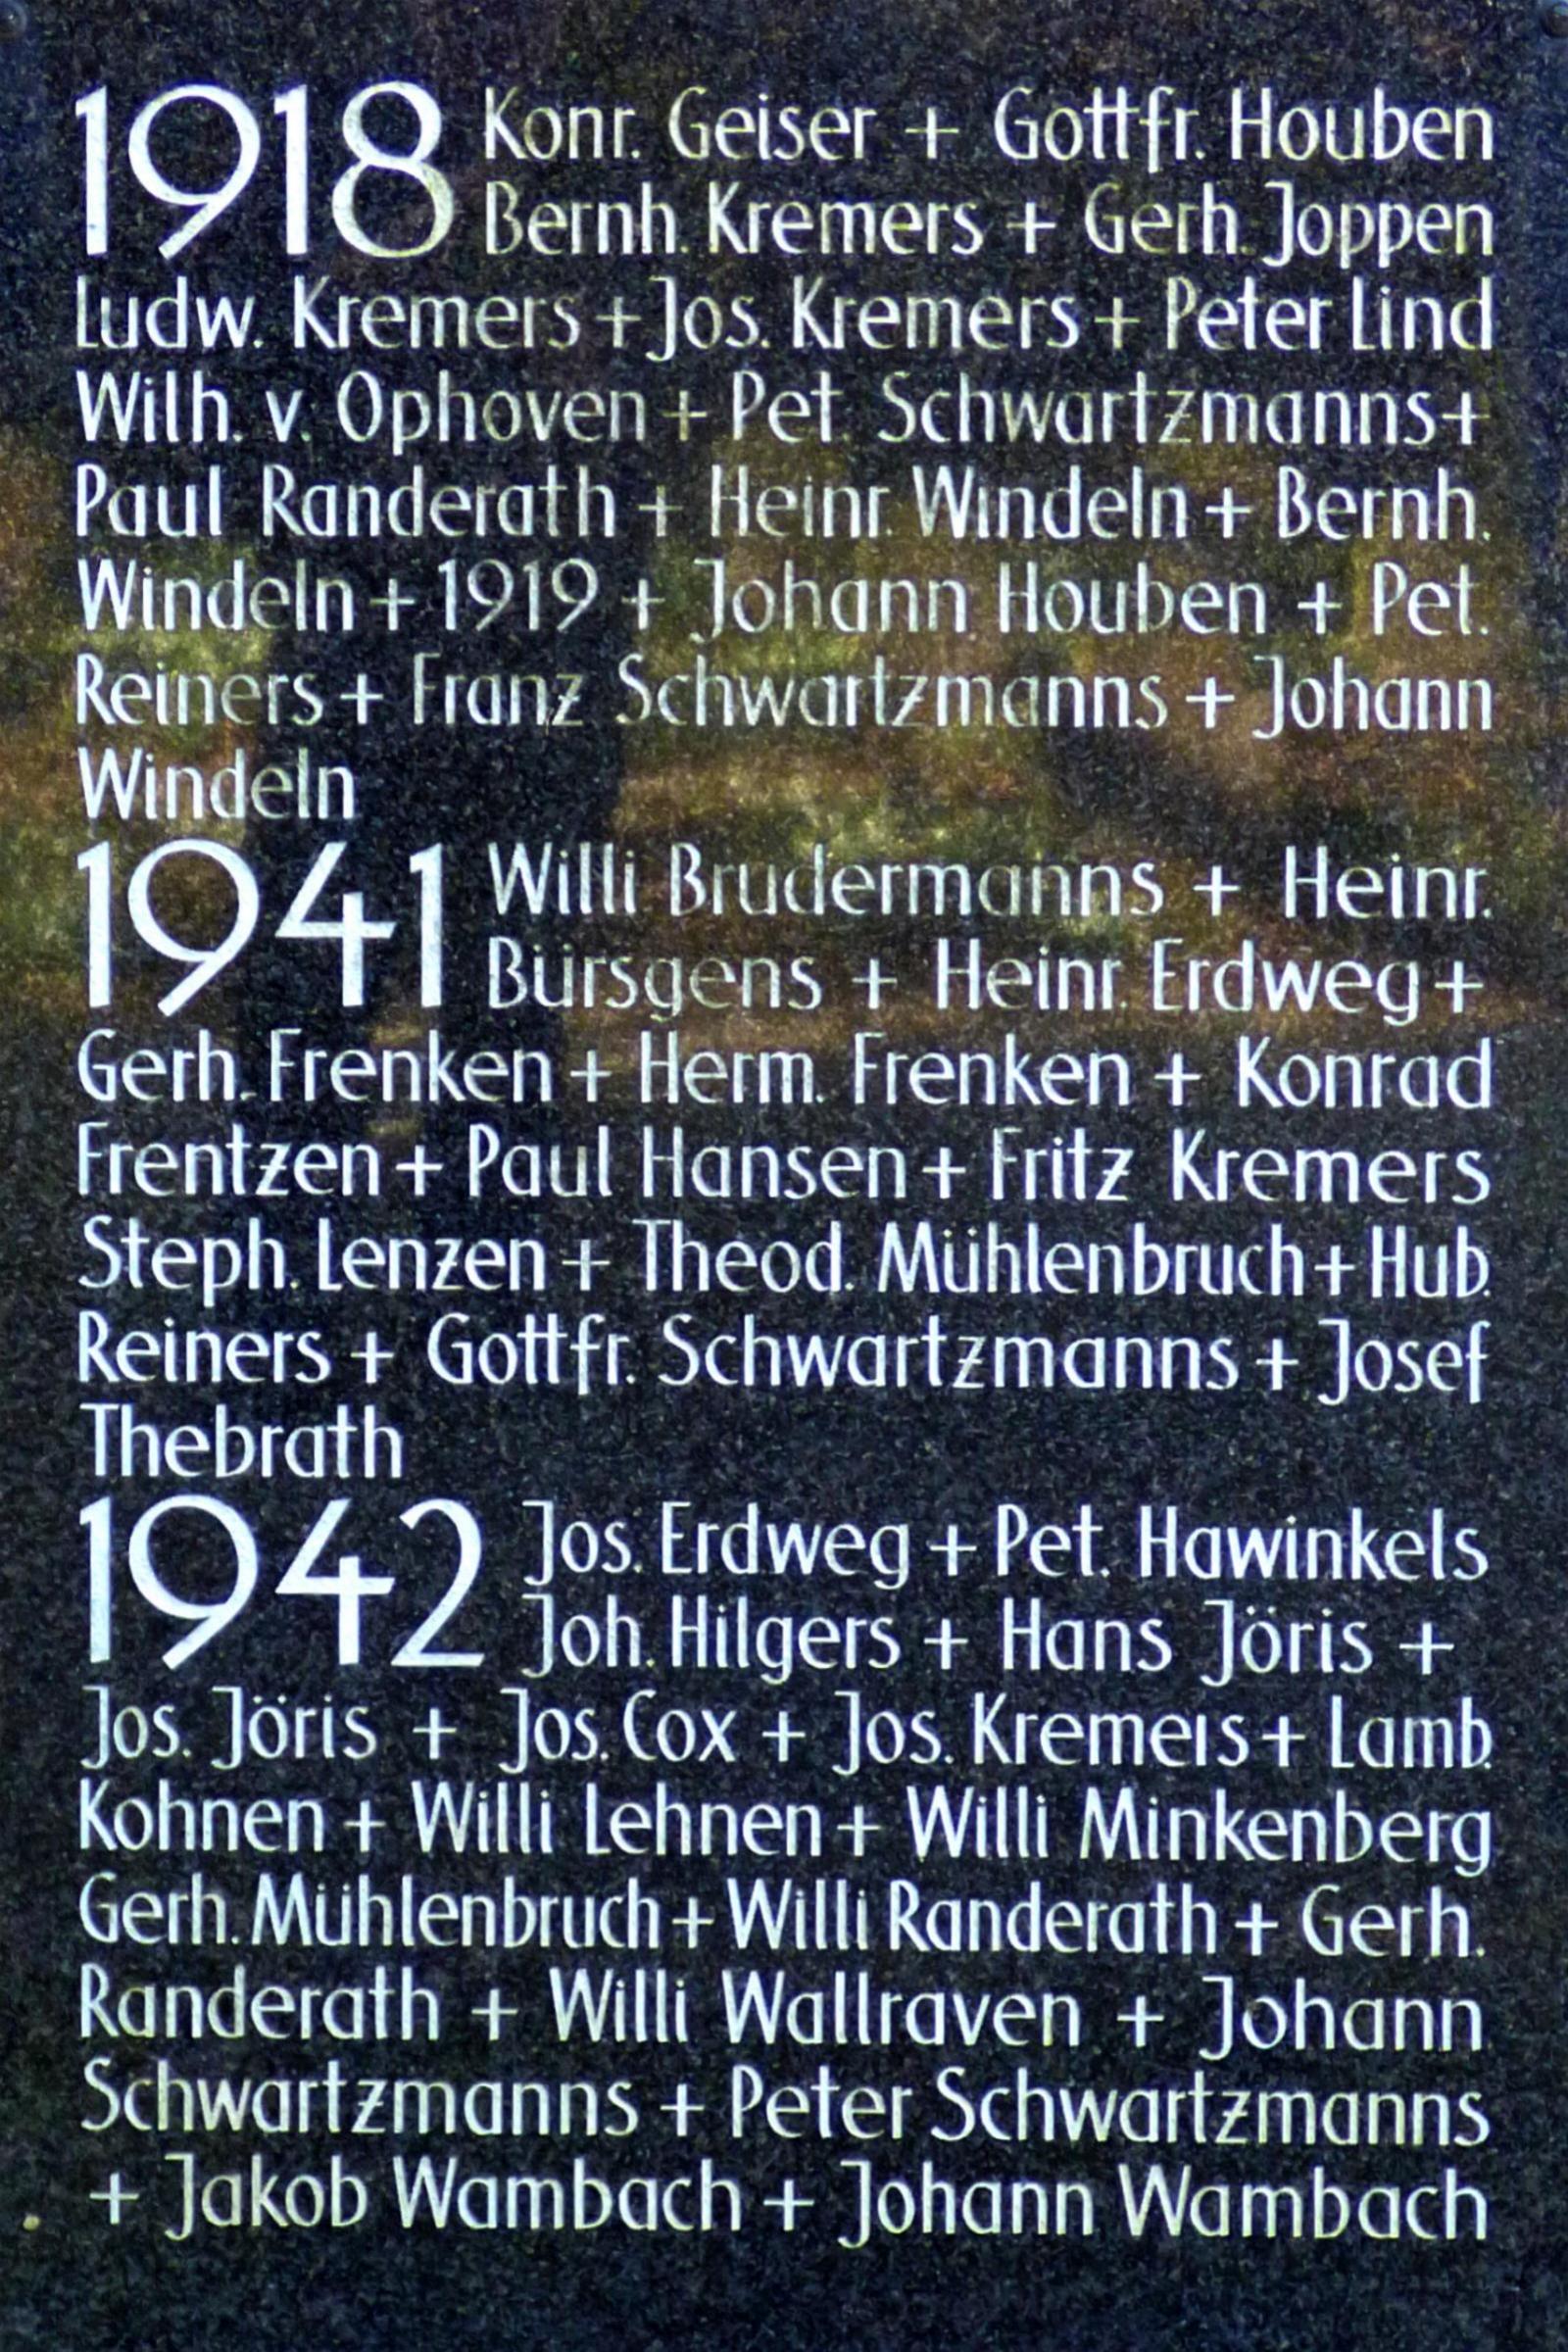 1918 Konr. Geiser + Gottfr. Houben
Bernh. Kremers + Gerh. Joppen
Ludw. Kremers + Jos. Kremers + Peter Lind
Wilh. v. Ophoven + Pet. Schwartzmanns +
Paul Randerath + Heinr. Windeln + Bernh.
Windeln + 1919 + Johann Houben + Pet.
Reiners + Franz Schwartzmanns + Johann
Windeln
1941 Willi Brudermanns + Heinr.
Bürsgens + Heinr. Erdweg +
Gerh. Frenken + Herm. Frenken + Konrad
Frentzen + Paul Hansen + Fritz Kremers
Steph. Lenzen + Theod. Mühlenbruch + Hub.
Reiners + Gottfr. Schwartzmanns + Josef
Thebrath
1942 Jos. Erdweg + Pet. Hawinkels
Joh. Hilgers + Hans Jöris +
Jos. Jöris + Jos. Cox + Jos. Kremers + Lamb.
Kohnen + Willi Lehnen + Willi Minkenberg
Gerh. Mühlenbruch + Willi Randerath + Gerh.
Randerath + Willi Wallraven + Johann
Schwartzmanns + Peter Schwartzmanns
+ Jakob Wambach + Johann Wambach